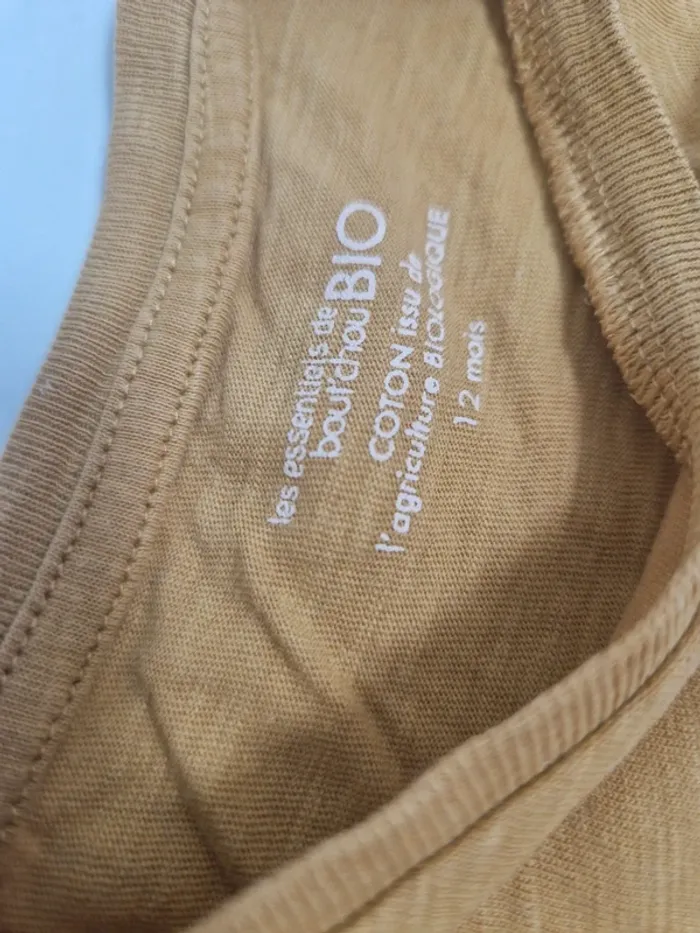 les essentiels de
bout'chou BIO
COTON issu de
l'agriculture BIOLOGIQUE
12 mois